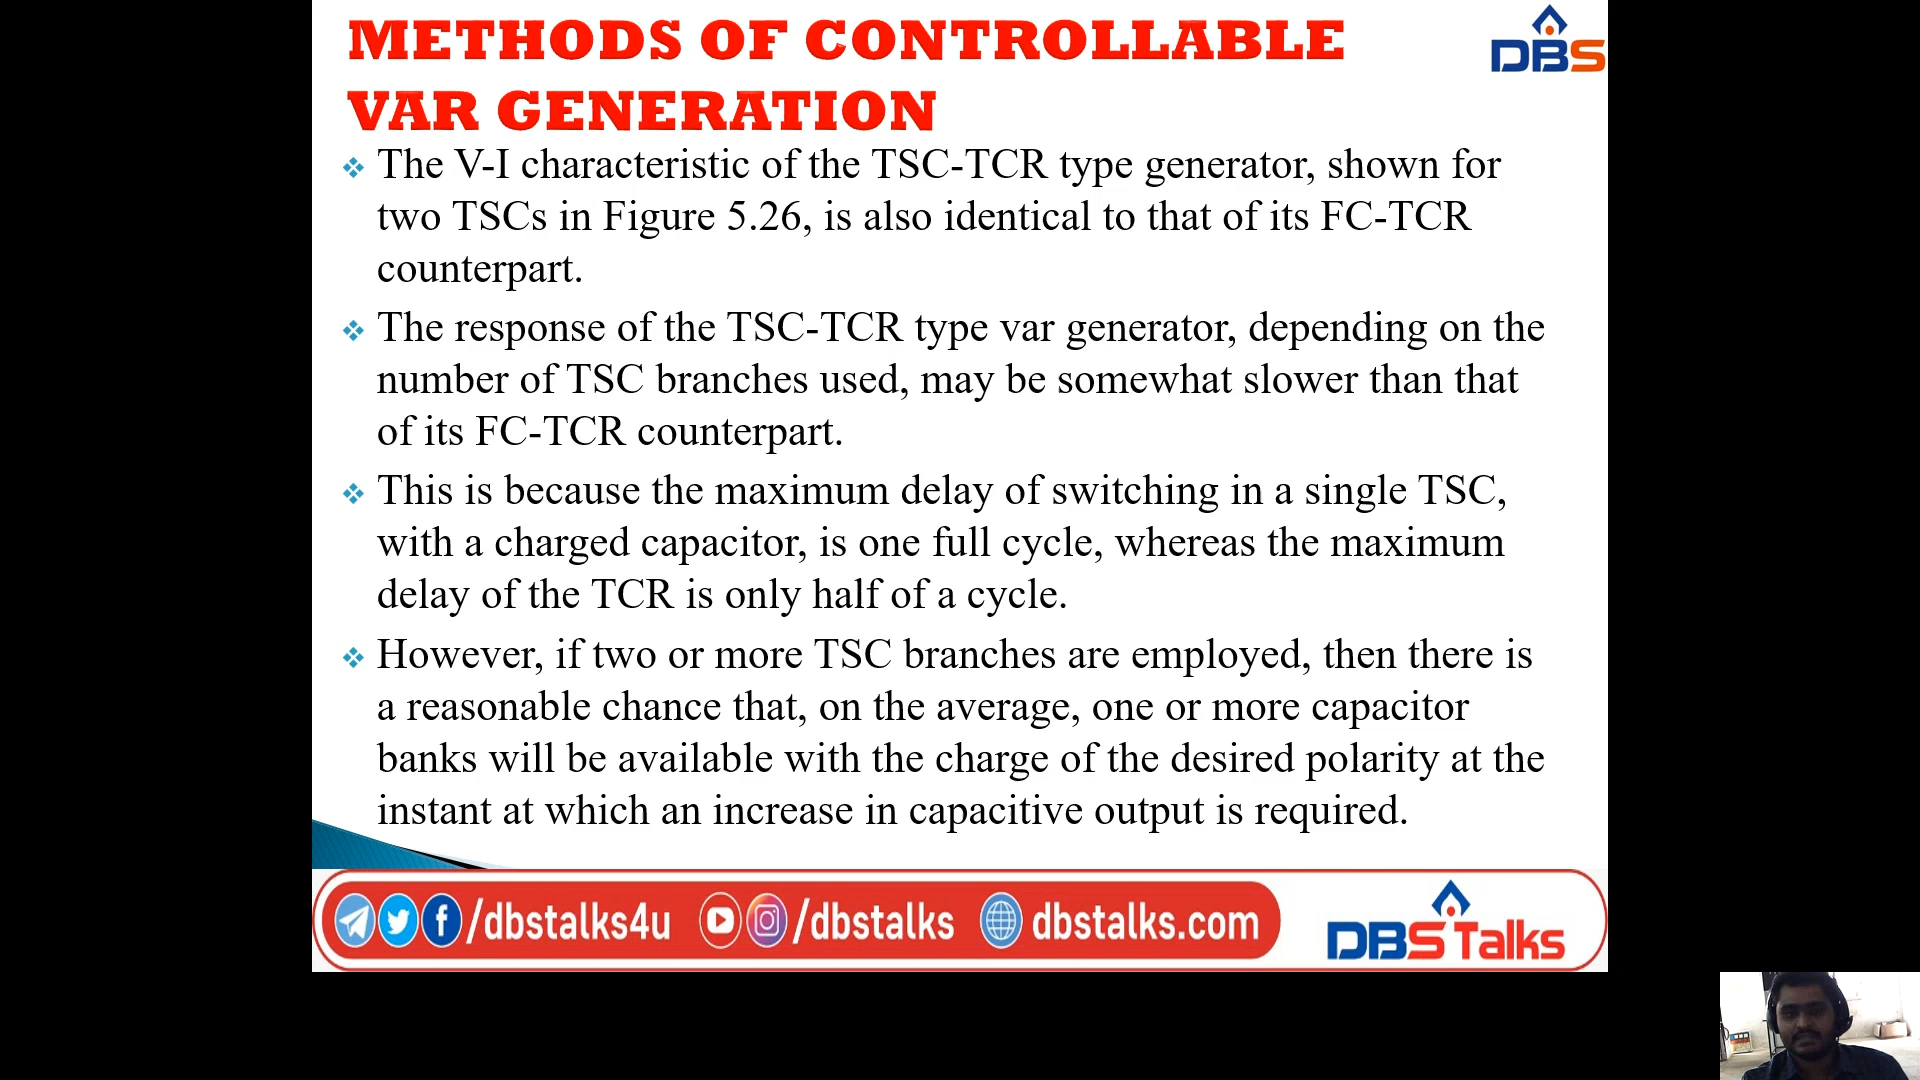 METHODS OF CONTROLLABLE
VAR GENERATION
DBS
The V-I characteristic of the TSC-TCR type generator, shown for
two TSCs in Figure 5.26, is also identical to that of its FC-TCR
counterpart.
The response of the TSC-TCR type var generator, depending on the
number of TSC branches used, may be somewhat slower than that
of its FC-TCR counterpart.
This is because the maximum delay of switching in a single TSC,
with a charged capacitor, is one full cycle, whereas the maximum
delay of the TCR is only half of a cycle.
However, if two or more TSC branches are employed, then there is
a reasonable chance that, on the average, one or more capacitor
banks will be available with the charge of the desired polarity at the
instant at which an increase in capacitive output is required.
/dbstalks4u /dbstalks dbstalks.com
DBS Talks